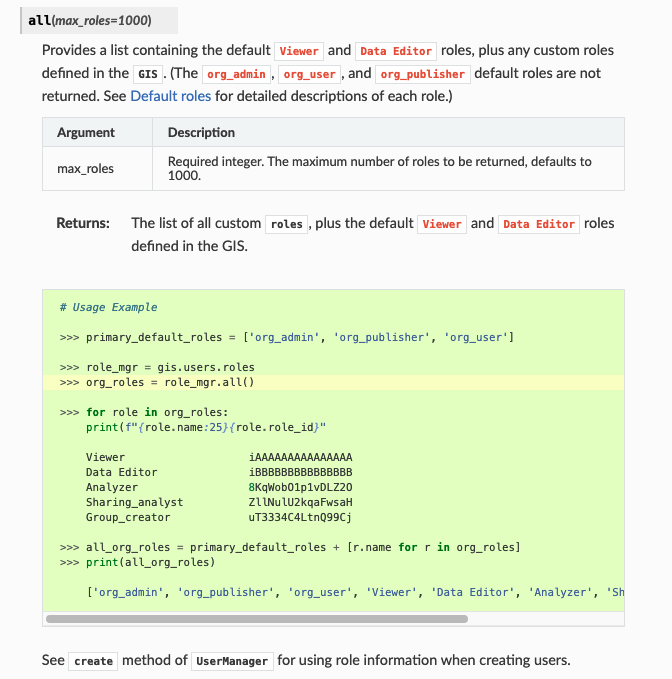 all(max_roles=1000)
Provides a list containing the default Viewer and Data Editor roles, plus any custom roles
defined in the GIS. (The org_admin, org_user, and org_publisher default roles are not
returned. See Default roles for detailed descriptions of each role.)
Argument Description
max_roles Required integer. The maximum number of roles to be returned, defaults to
1000.
Returns: The list of all custom roles, plus the default Viewer and Data Editor roles
defined in the GIS.
# Usage Example
>>> primary_default_roles = ['org_admin', 'org_publisher', 'org_user']
>>> role_mgr = gis.users.roles
>>> org_roles = role_mgr.all()
>>> for role in org_roles:
print(f"{role.name:25}{role.role_id}"
Viewer iAAAAAAAAAAAAAAA
Data Editor iBBBBBBBBBBBBBBB
Analyzer 8KqWobO1p1vDLZ2O
Sharing_analyst ZllNulU2kqaFwsaH
Group_creator uT3334C4LtnQ99Cj
>>> all_org_roles = primary_default_roles + [r.name for r in org_roles]
>>> print(all_org_roles)
['org_admin', 'org_publisher', 'org_user', 'Viewer', 'Data Editor', 'Analyzer', 'Sh
See create method of UserManager for using role information when creating users.